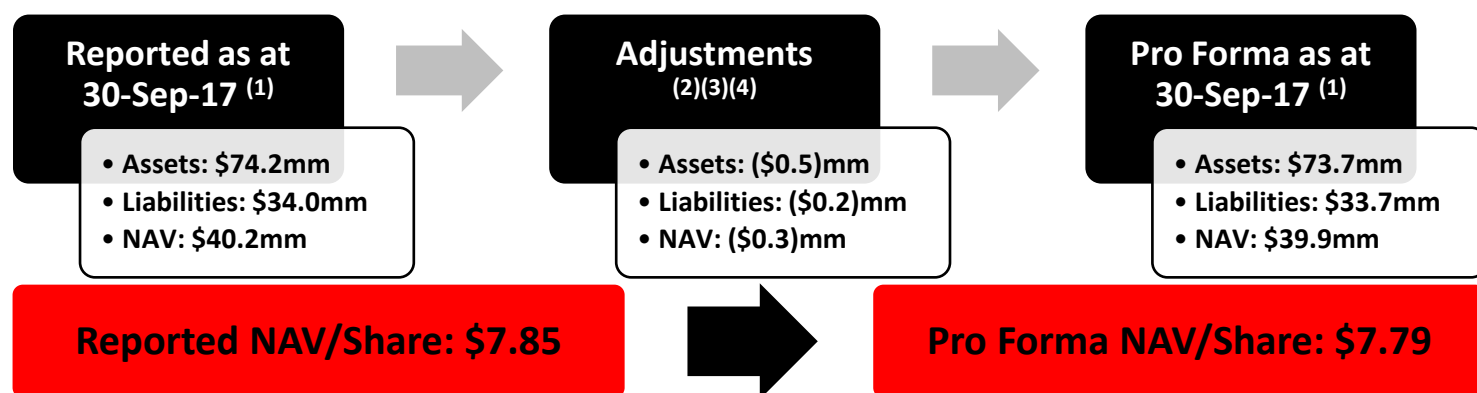 Reported as at
30-Sep-17 (1)
• Assets: $74.2mm
• Liabilities: $34.0mm
• NAV: $40.2mm
Adjustments
(2)(3)(4)
• Assets: ($0.5)mm
• Liabilities: ($0.2)mm
• NAV: ($0.3)mm
Pro Forma as at
30-Sep-17 (1)
• Assets: $73.7mm
• Liabilities: $33.7mm
• NAV: $39.9mm
Reported NAV/Share: $7.85
Pro Forma NAV/Share: $7.79